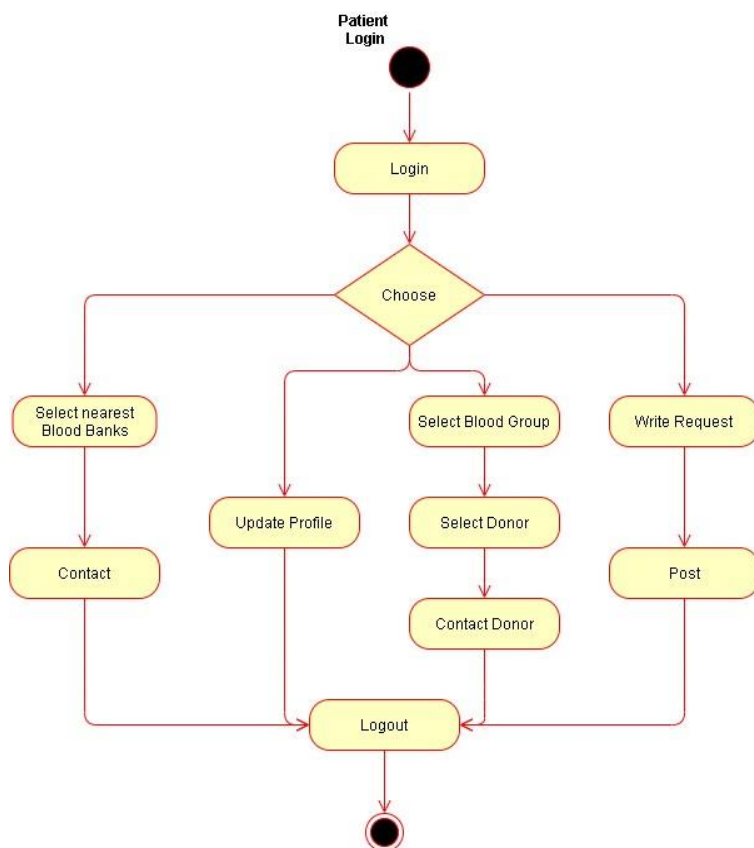 Patient
Login
Login
Choose
Select nearest
Blood Banks
Select Blood Group
Write Request
Update Profile
Select Donor
Contact
Post
Contact Donor
Logout